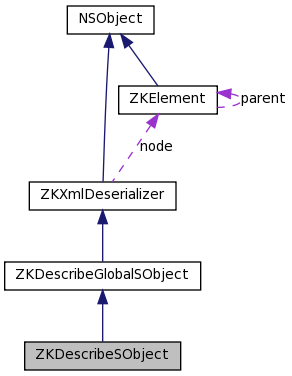 NSObject
ZKElement
parent
node
ZKXmlDeserializer
ZKDescribeGlobalSObject
ZKDescribeSObject